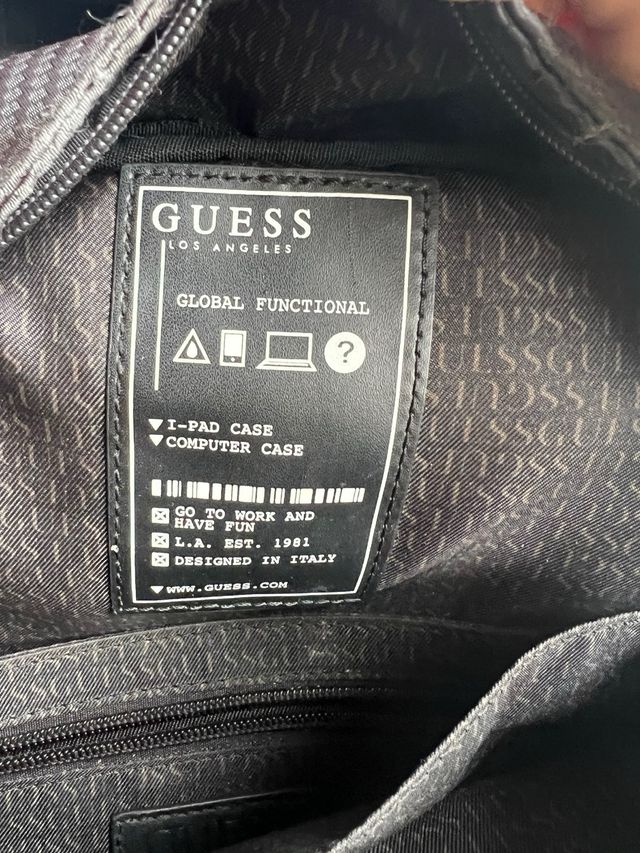 GUESS
LOS ANGELES
GLOBAL FUNCTIONAL
?
▼I-PAD CASE
▼COMPUTER CASE
GO TO WORK AND
HAVE FUN
L.A. EST. 1981
DESIGNED IN ITALY
▼WWW.GUESS.COM